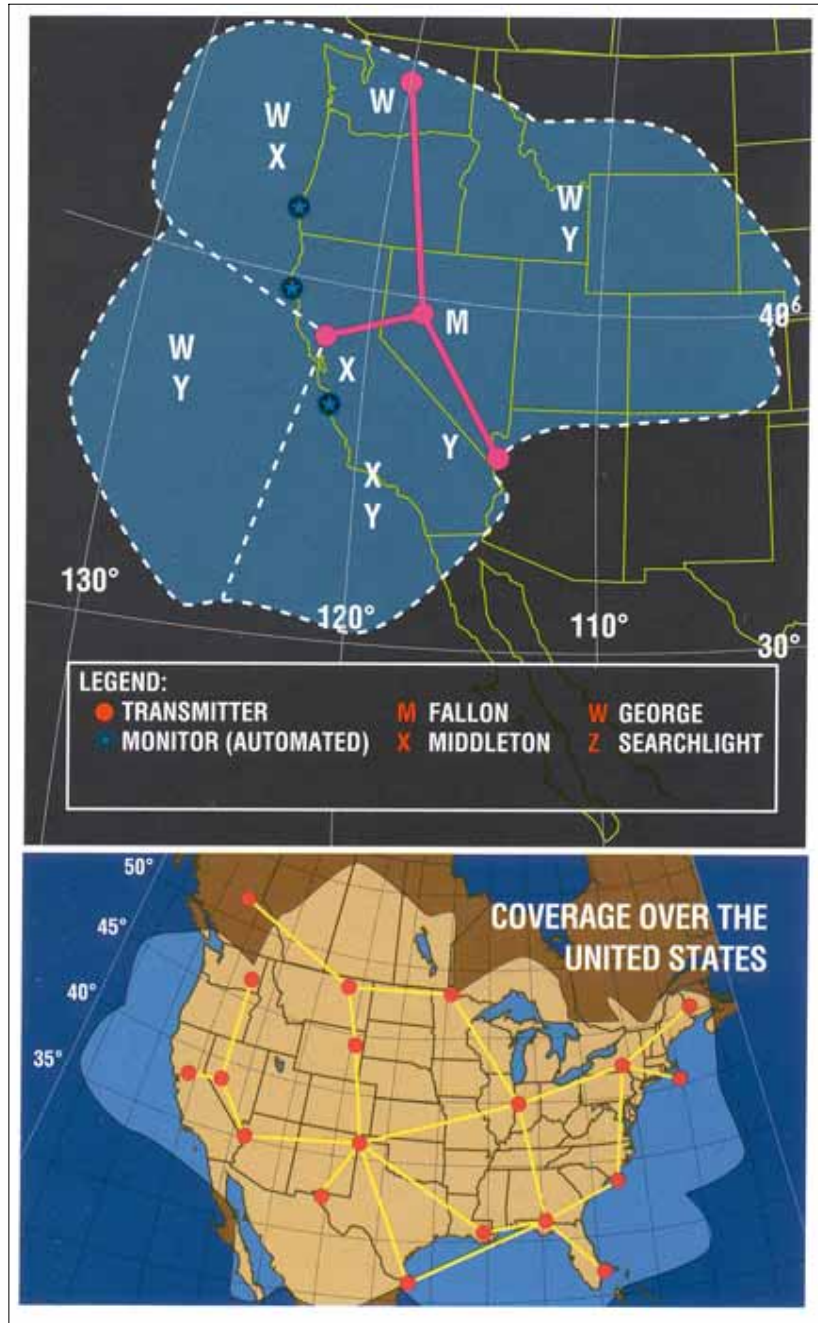 W
W
X
W
Y
40⁶
M
W
Y
X
Y
X
Y
130°
120°
110°
30°
LEGEND:
TRANSMITTER M FALLON W GEORGE
MONITOR (AUTOMATED) X MIDDLETON Z SEARCHLIGHT
50°
45°
40°
35°
COVERAGE OVER THE
UNITED STATES